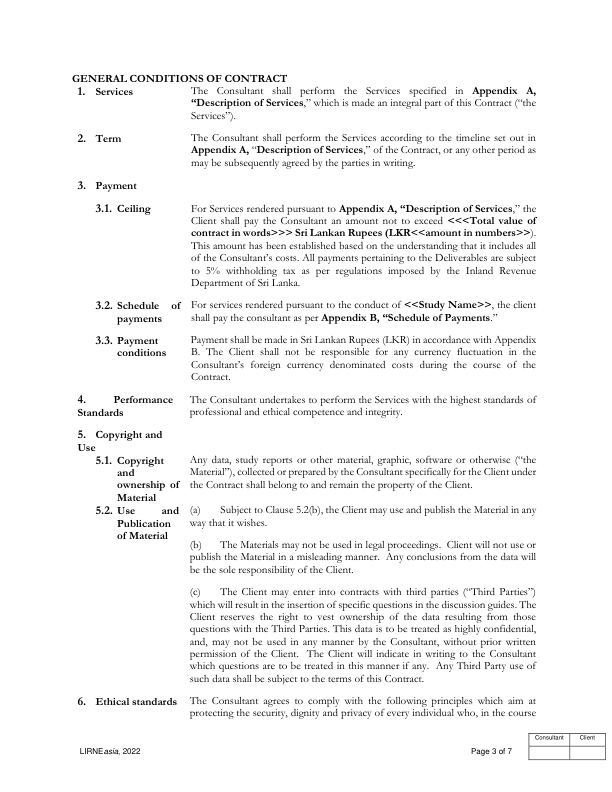 GENERAL CONDITIONS OF CONTRACT
1. Services
The Consultant shall perform the Services specified in Appendix A,
“Description of Services,” which is made an integral part of this Contract (“the
Services”).
2. Term
The Consultant shall perform the Services according to the timeline set out in
Appendix A, “Description of Services,” of the Contract, or any other period as
may be subsequently agreed by the parties in writing.
3. Payment
3.1. Ceiling
For Services rendered pursuant to Appendix A, “Description of Services,” the
Client shall pay the Consultant an amount not to exceed <<<Total value of
contract in words>>> Sri Lankan Rupees (LKR<<amount in numbers>>).
This amount has been established based on the understanding that it includes all
of the Consultant’s costs. All payments pertaining to the Deliverables are subject
to 5% withholding tax as per regulations imposed by the Inland Revenue
Department of Sri Lanka.
3.2. Schedule of
payments
For services rendered pursuant to the conduct of <<Study Name>>, the client
shall pay the consultant as per Appendix B, “Schedule of Payments.”
3.3. Payment
conditions
Payment shall be made in Sri Lankan Rupees (LKR) in accordance with Appendix
B. The Client shall not be responsible for any currency fluctuation in the
Consultant’s foreign currency denominated costs during the course of the
Contract.
4. Performance
Standards
The Consultant undertakes to perform the Services with the highest standards of
professional and ethical competence and integrity.
5. Copyright and
Use
5.1. Copyright
and
ownership of
Material
Any data, study reports or other material, graphic, software or otherwise (“the
Material”), collected or prepared by the Consultant specifically for the Client under
the Contract shall belong to and remain the property of the Client.
5.2. Use and
Publication
of Material
(a) Subject to Clause 5.2(b), the Client may use and publish the Material in any
way that it wishes.
(b) The Materials may not be used in legal proceedings. Client will not use or
publish the Material in a misleading manner. Any conclusions from the data will
be the sole responsibility of the Client.
(c) The Client may enter into contracts with third parties (“Third Parties”)
which will result in the insertion of specific questions in the discussion guides. The
Client reserves the right to vest ownership of the data resulting from those
questions with the Third Parties. This data is to be treated as highly confidential,
and, may not be used in any manner by the Consultant, without prior written
permission of the Client. The Client will indicate in writing to the Consultant
which questions are to be treated in this manner if any. Any Third Party use of
such data shall be subject to the terms of this Contract.
6. Ethical standards
The Consultant agrees to comply with the following principles which aim at
protecting the security, dignity and privacy of every individual who, in the course
Consultant Client
LIRNEasia, 2022
Page 3 of 7